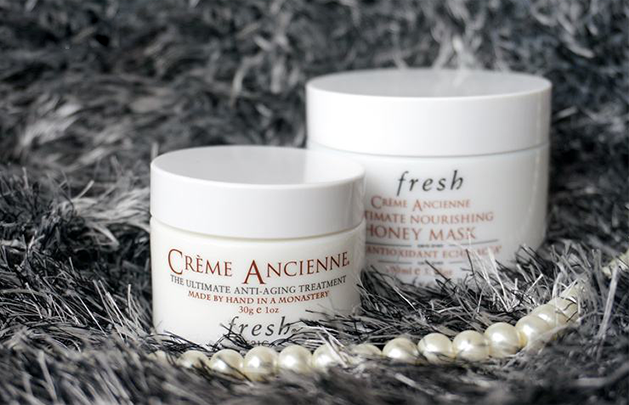 fresh
CRÈME ANCIENNE
HONEY MASK
CRÈME ANCIENNE
THE ULTIMATE ANTI-AGING TREATMENT
MADE BY HAND IN A MONASTERY
30g e 1oz
fresh